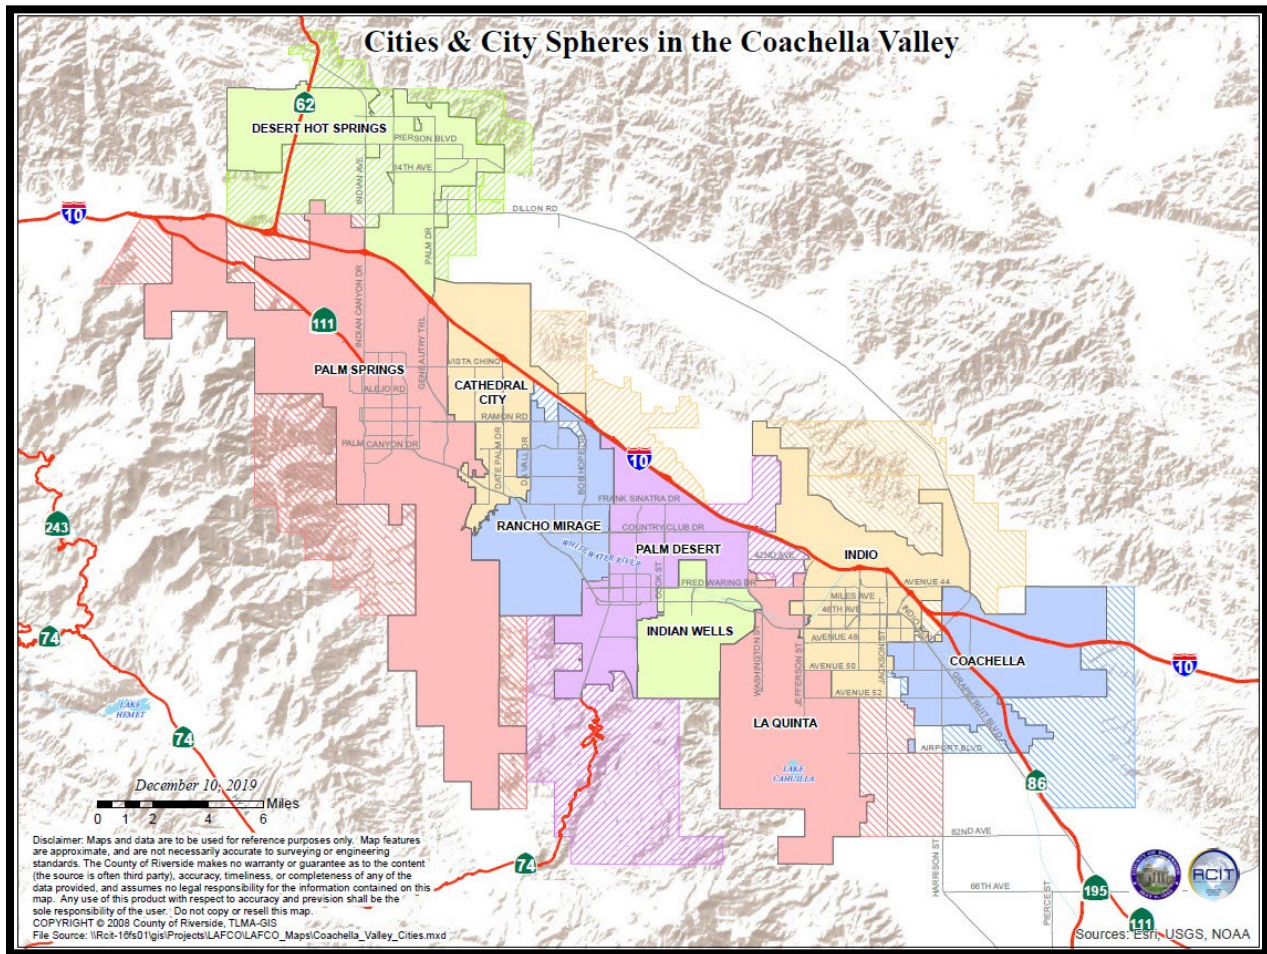 Cities & City Spheres in the Coachella Valley
62
DESERT HOT SPRINGS
PIERSON BLVD
14TH AVE
INDIAN AVE
10
DILLON RD
PALM DR
INDIAN CANYON DR
111
GENE AUTRY TRL
PALM SPRINGS
VISTA CHINO
ALEJO RD
CATHEDRAL
CITY
RAMON RD
PALM CANYON DR
DATE PALM DR
DA VALL DR
BOB HOPE DR
10
FRANK SINATRA DR
243
RANCHO MIRAGE
COUNTRY CLUB DR
WHITEWATER RIVER
PALM DESERT
42ND AVE
INDIO
COOK ST
FRED WARING DR
AVENUE 44
MILES AVE
48TH AVE
74
INDIAN WELLS
AVENUE 48
WASHINGTON ST
JEFFERSON ST
JACKSON ST
COACHELLA
AVENUE 50
10
AVENUE 52
GRAPEFRUIT BLVD
LAKE
HEMET
74
LA QUINTA
AIRPORT BLVD
LAKE
CAHUILLA
86
December 10, 2019
Miles
0 1 2 4 6
62ND AVE
HARRISON ST
66TH AVE
PIERCE ST
195
111
74
COUNTY OF RIVERSIDE
RCIT
Disclaimer: Maps and data are to be used for reference purposes only. Map features
are approximate, and are not necessarily accurate to surveying or engineering
standards. The County of Riverside makes no warranty or guarantee as to the content
(the source is often third party), accuracy, timeliness, or completeness of any of the
data provided, and assumes no legal responsibility for the information contained on this
map. Any use of this product with respect to accuracy and prevision shall be the
sole responsibility of the user. Do not copy or resell this map.
COPYRIGHT © 2008 County of Riverside, TLMA-GIS
File Source: \\Rcit-16fs01\gis\Projects\LAFCO\LAFCO_Maps\Coachella_Valley_Cities.mxd
Sources: Esri, USGS, NOAA